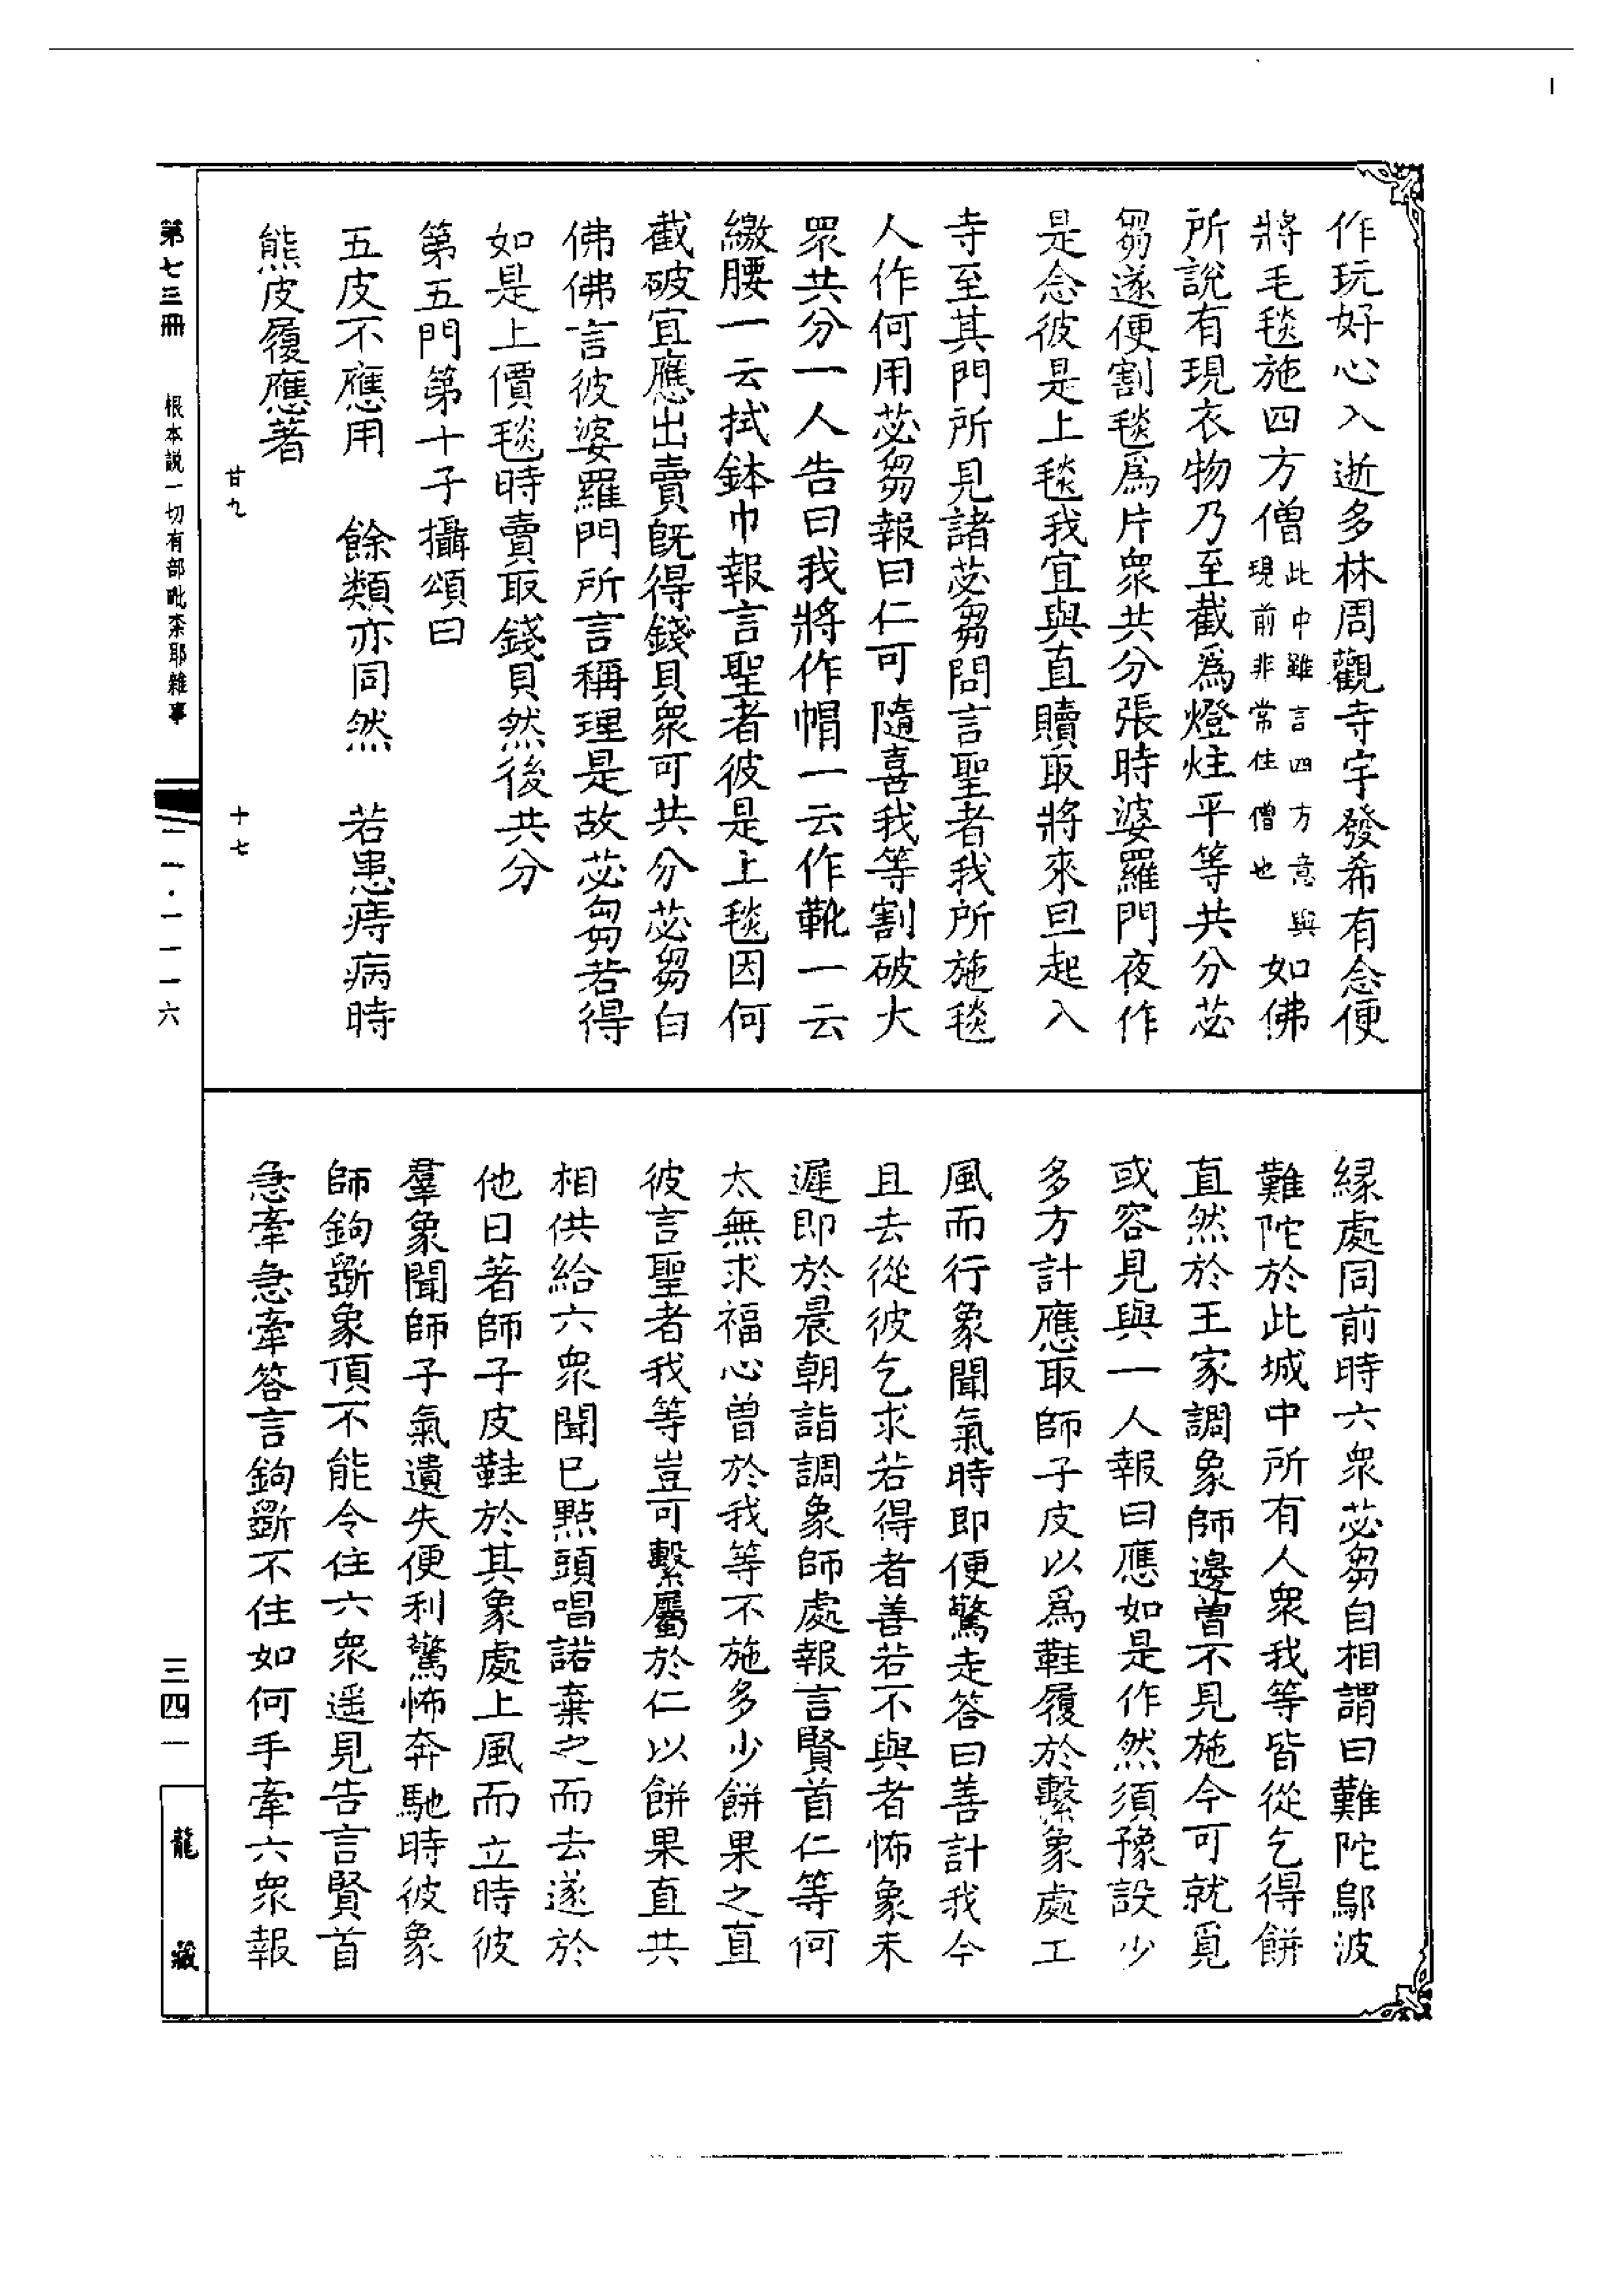 作玩好心入逝多林周觀寺宇發希有念便
將毛毯施四方僧此中雖言四方意與現前非常住僧也如佛
所說有現衣物乃至截爲燈炷平等共分苾
芻遂便割毯爲片衆共分張時婆羅門夜作
是念彼是上毯我宜與直贖取將來旦起入
寺至其門所見諸苾芻問言聖者我所施毯
人作何用苾芻報曰仁可隨喜我等割破大
眾共分一人告曰我將作帽一云作靴一云
繳腰一云拭鉢巾報言聖者彼是上毯因何
截破宜應出賣旣得錢貝衆可共分苾芻白
佛佛言彼婆羅門所言稱理是故苾芻若得
如是上價毯時賣取錢貝然後共分
第五門第十子攝頌曰
五皮不應用 餘類亦同然 若患痔病時
熊皮履應著
甘九 十七
緣處同前時六衆苾芻自相謂曰難陀鄔波
難陀於此城中所有人衆我等皆從乞得餅
直然於王家調象師邊曾不見施今可就覓
或容見與一人報曰應如是作然須豫設少
多方計應取師子皮以爲鞋履於繫象處工
風而行象聞氣時即便驚走答曰善計我今
且去從彼乞求若得者善若不與者怖象未
遲即於晨朝詣調象師處報言賢首仁等何
太無求福心曾於我等不施多少餅果之直
彼言聖者我等豈可繫屬於仁以餅果直共
相供給六衆聞已點頭唱諾棄之而去遂於
他日著師子皮鞋於其象處上風而立時彼
羣象聞師子氣遺失便利驚怖奔馳時彼象
師鉤斲象頂不能令住六衆遥見告言賢首
急牽急牽答言鉤斲不住如何手牽六衆報
第七三冊 根本説一切有部毗柰耶雜事
一一·一一一六
三四一
龍藏